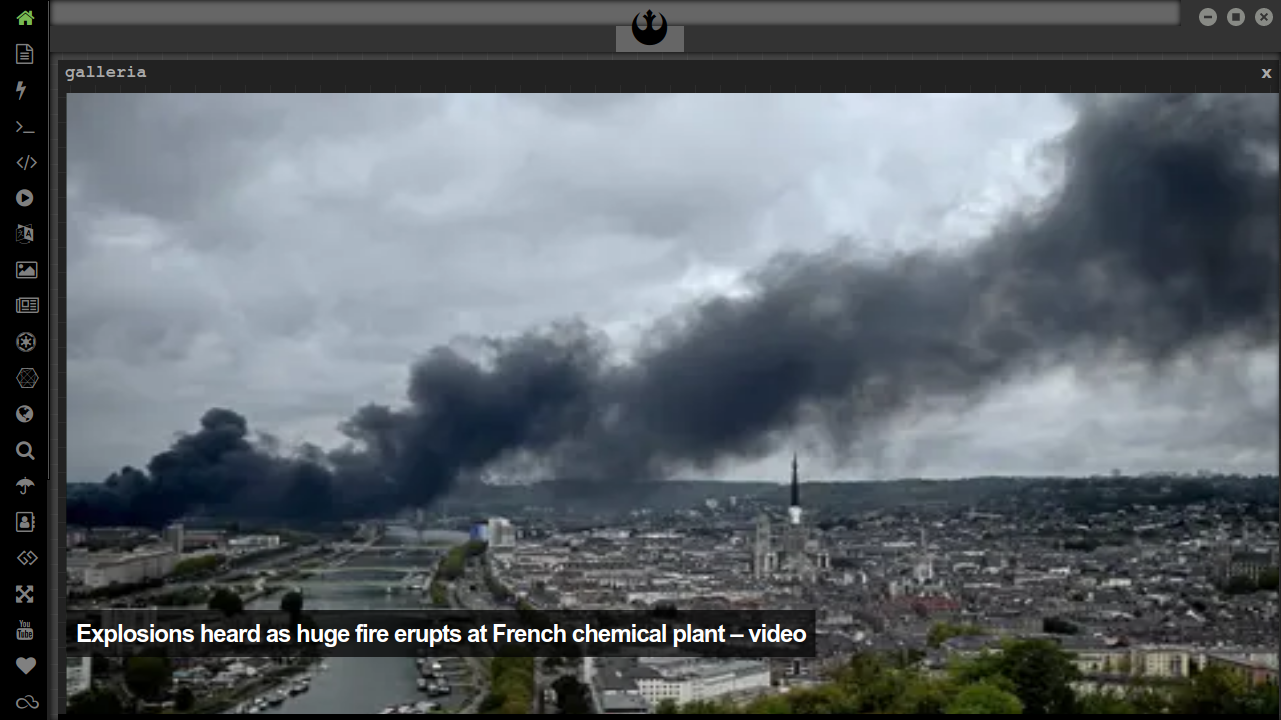 galleria
x
Explosions heard as huge fire erupts at French chemical plant – video
You
Tube